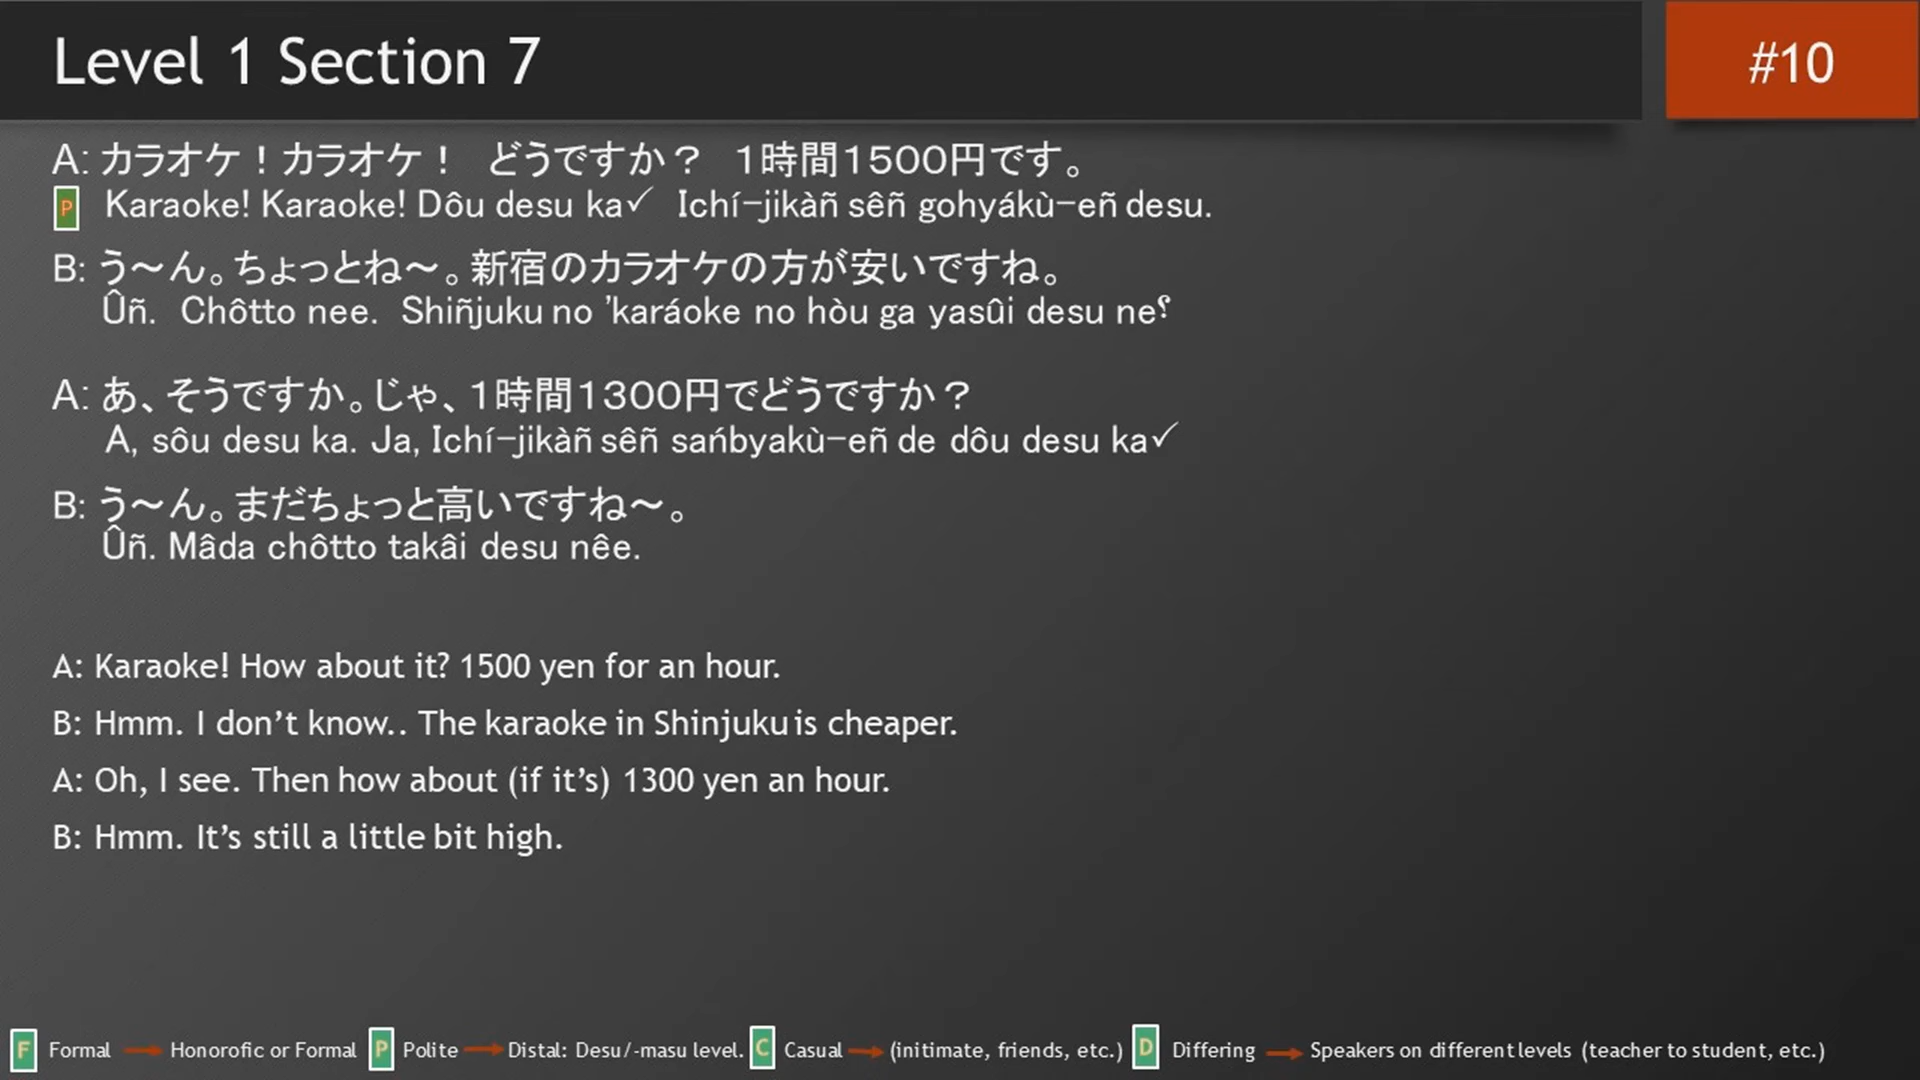 Level 1 Section 7
#10
A: カラオケ！カラオケ！　どうですか？　１時間１５００円です。
P Karaoke! Karaoke! Dôu desu ka✓ Ichí-jikàñ sêñ gohyákù-eñ desu.
B: う〜ん。ちょっとね〜。新宿のカラオケの方が安いですね。
Ûñ. Chôtto nee. Shiñjuku no 'karáoke no hòu ga yasûi desu ne⸮
A: あ、そうですか。じゃ、１時間１３００円でどうですか？
A, sôu desu ka. Ja, Ichí-jikàñ sêñ sańbyakù-eñ de dôu desu ka✓
B: う〜ん。まだちょっと高いですね〜。
Ûñ. Mâda chôtto takâi desu nêe.
A: Karaoke! How about it? 1500 yen for an hour.
B: Hmm. I don't know.. The karaoke in Shinjuku is cheaper.
A: Oh, I see. Then how about (if it's) 1300 yen an hour.
B: Hmm. It's still a little bit high.
F Formal → Honorofic or Formal P Polite → Distal: Desu/-masu level. C Casual → (initimate, friends, etc.) D Differing → Speakers on different levels (teacher to student, etc.)